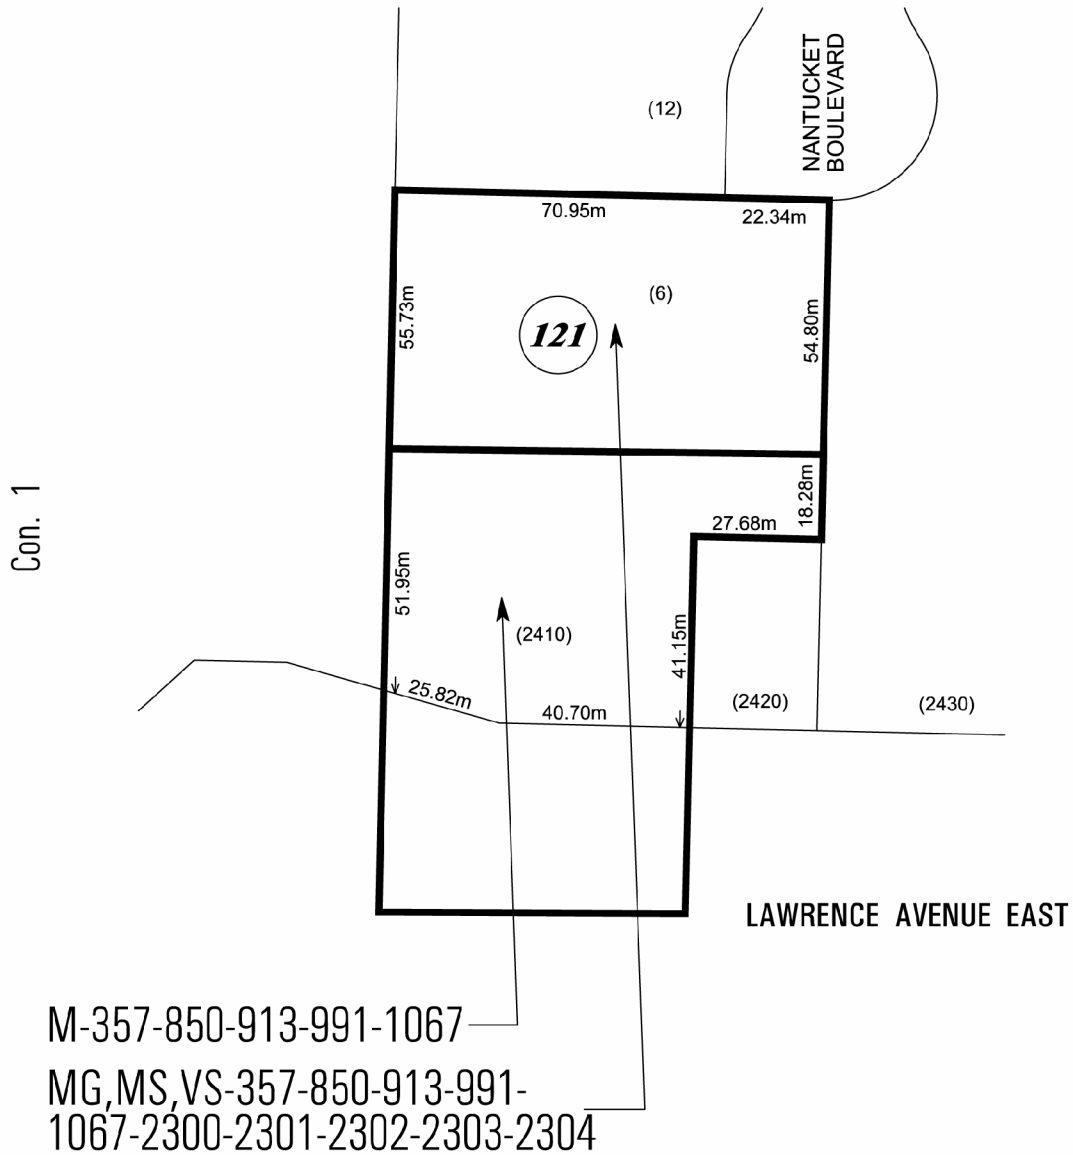 NANTUCKET
BOULEVARD
(12)
70.95m
22.34m
(6)
55.73m
121
54.80m
18.28m
27.68m
Con. 1
51.95m
(2410)
41.15m
25.82m
40.70m
(2420)
(2430)
LAWRENCE AVENUE EAST
M-357-850-913-991-1067
MG,MS,VS-357-850-913-991-
1067-2300-2301-2302-2303-2304